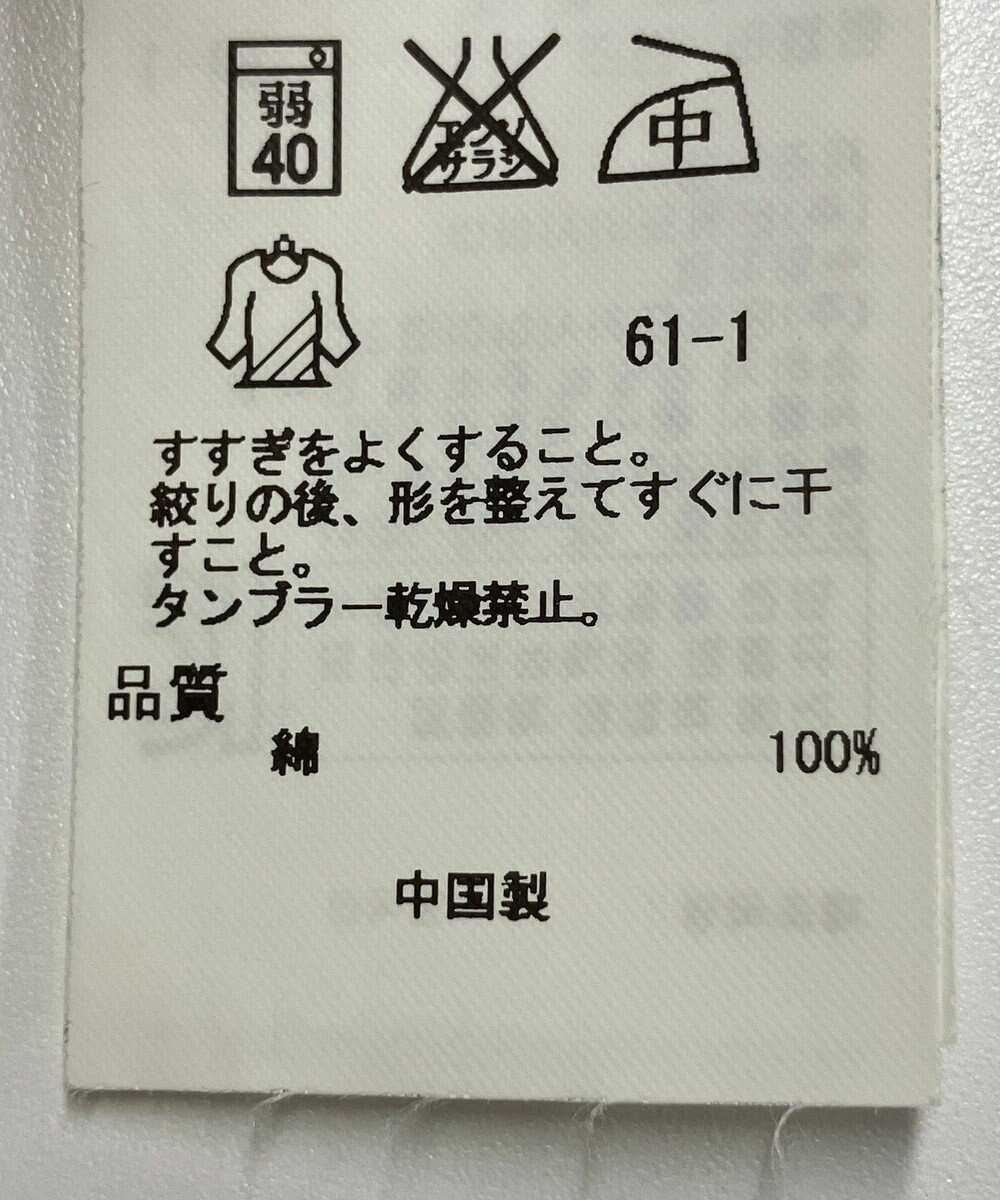 弱
40
エンソ
サラシ
中
61-1
すすぎをよくすること。
絞りの後、形を整えてすぐに干
すこと。
タンブラー乾燥禁止。
品質
綿 100%
中国製